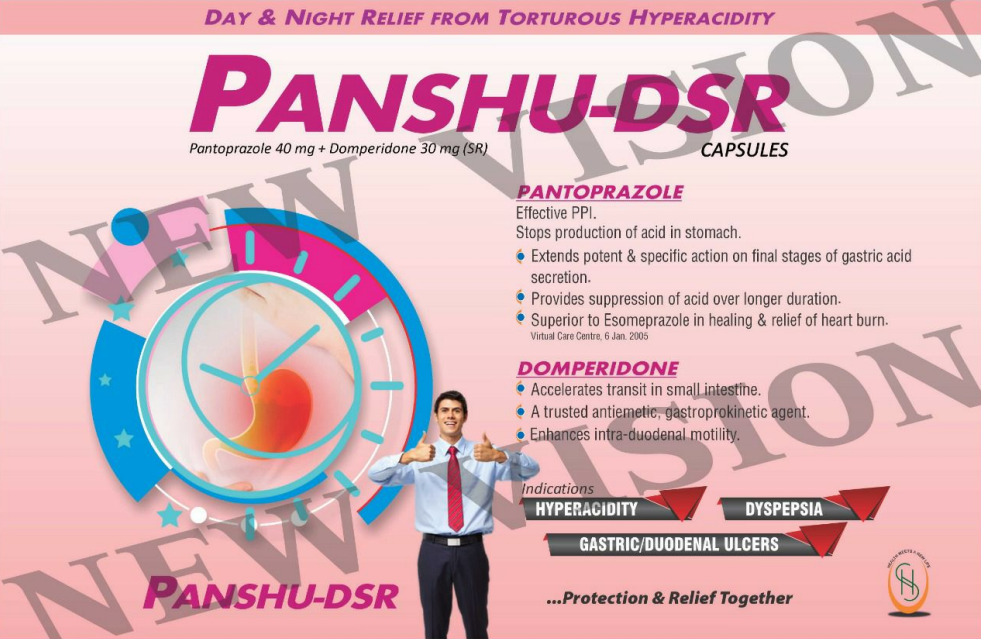 DAY & NIGHT RELIEF FROM TORTUROUS HYPERACIDITY
PANSHU-DSR
Pantoprazole 40 mg + Domperidone 30 mg (SR)
CAPSULES
PANTOPRAZOLE
Effective PPI.
Stops production of acid in stomach.
Extends potent & specific action on final stages of gastric acid
secretion.
Provides suppression of acid over longer duration.
Superior to Esomeprazole in healing & relief of heart burn.
Virtual Care Centre, 6 Jan. 2005
DOMPERIDONE
Accelerates transit in small intestine.
A trusted antiemetic, gastroprokinetic agent.
Enhances intra-duodenal motility.
Indications
HYPERACIDITY
DYSPEPSIA
GASTRIC/DUODENAL ULCERS
PANSHU-DSR
...Protection & Relief Together
NEW VISION
NEW VISION